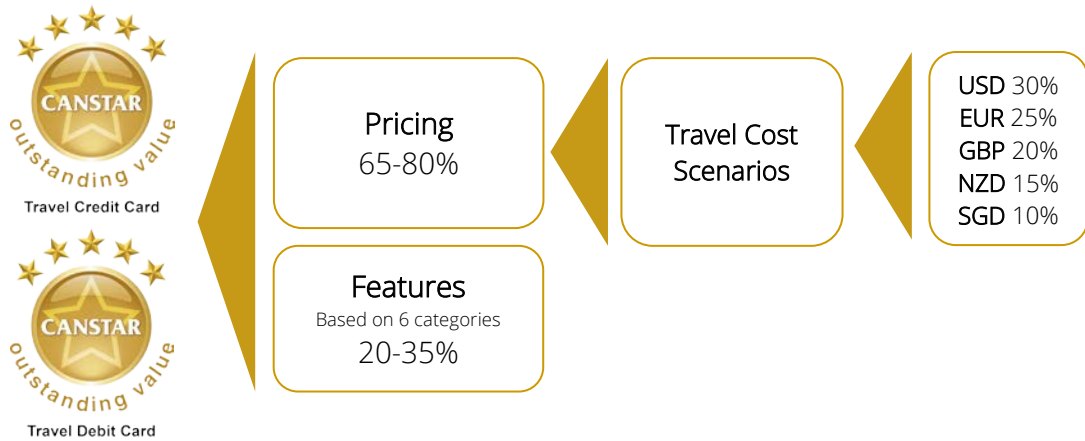 CANSTAR
outstanding value
Travel Credit Card
CANSTAR
outstanding value
Travel Debit Card
Pricing
65-80%
Features
Based on 6 categories
20-35%
Travel Cost
Scenarios
USD 30%
EUR 25%
GBP 20%
NZD 15%
SGD 10%